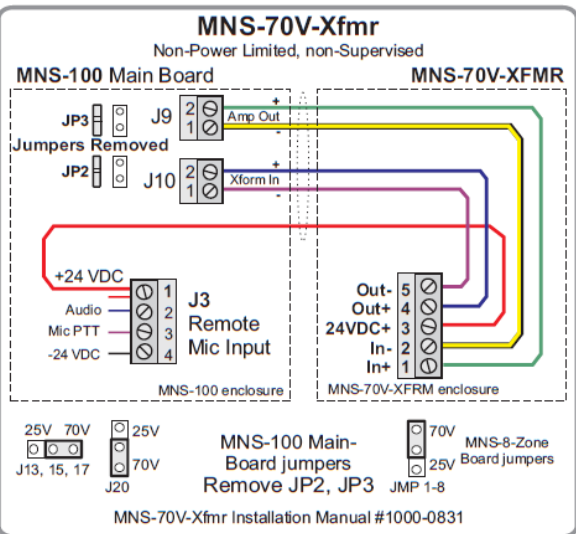 MNS-70V-Xfmr
Non-Power Limited, non-Supervised
MNS-100 Main Board
MNS-70V-XFMR
JP3
Jumpers Removed
JP2
J9
2
1
+
Amp Out
-
J10
2
1
+
Xform In
-
+24 VDC
Audio
Mic PTT
-24 VDC
1
2
3
4
J3
Remote
Mic Input
Out- 5
Out+ 4
24VDC+ 3
In- 2
In+ 1
MNS-100 enclosure
MNS-70V-XFRM enclosure
25V 70V
J13, 15, 17
25V
70V
J20
MNS-100 Main-
Board jumpers
Remove JP2, JP3
70V
25V
JMP 1-8
MNS-8-Zone
Board jumpers
MNS-70V-Xfmr Installation Manual #1000-0831